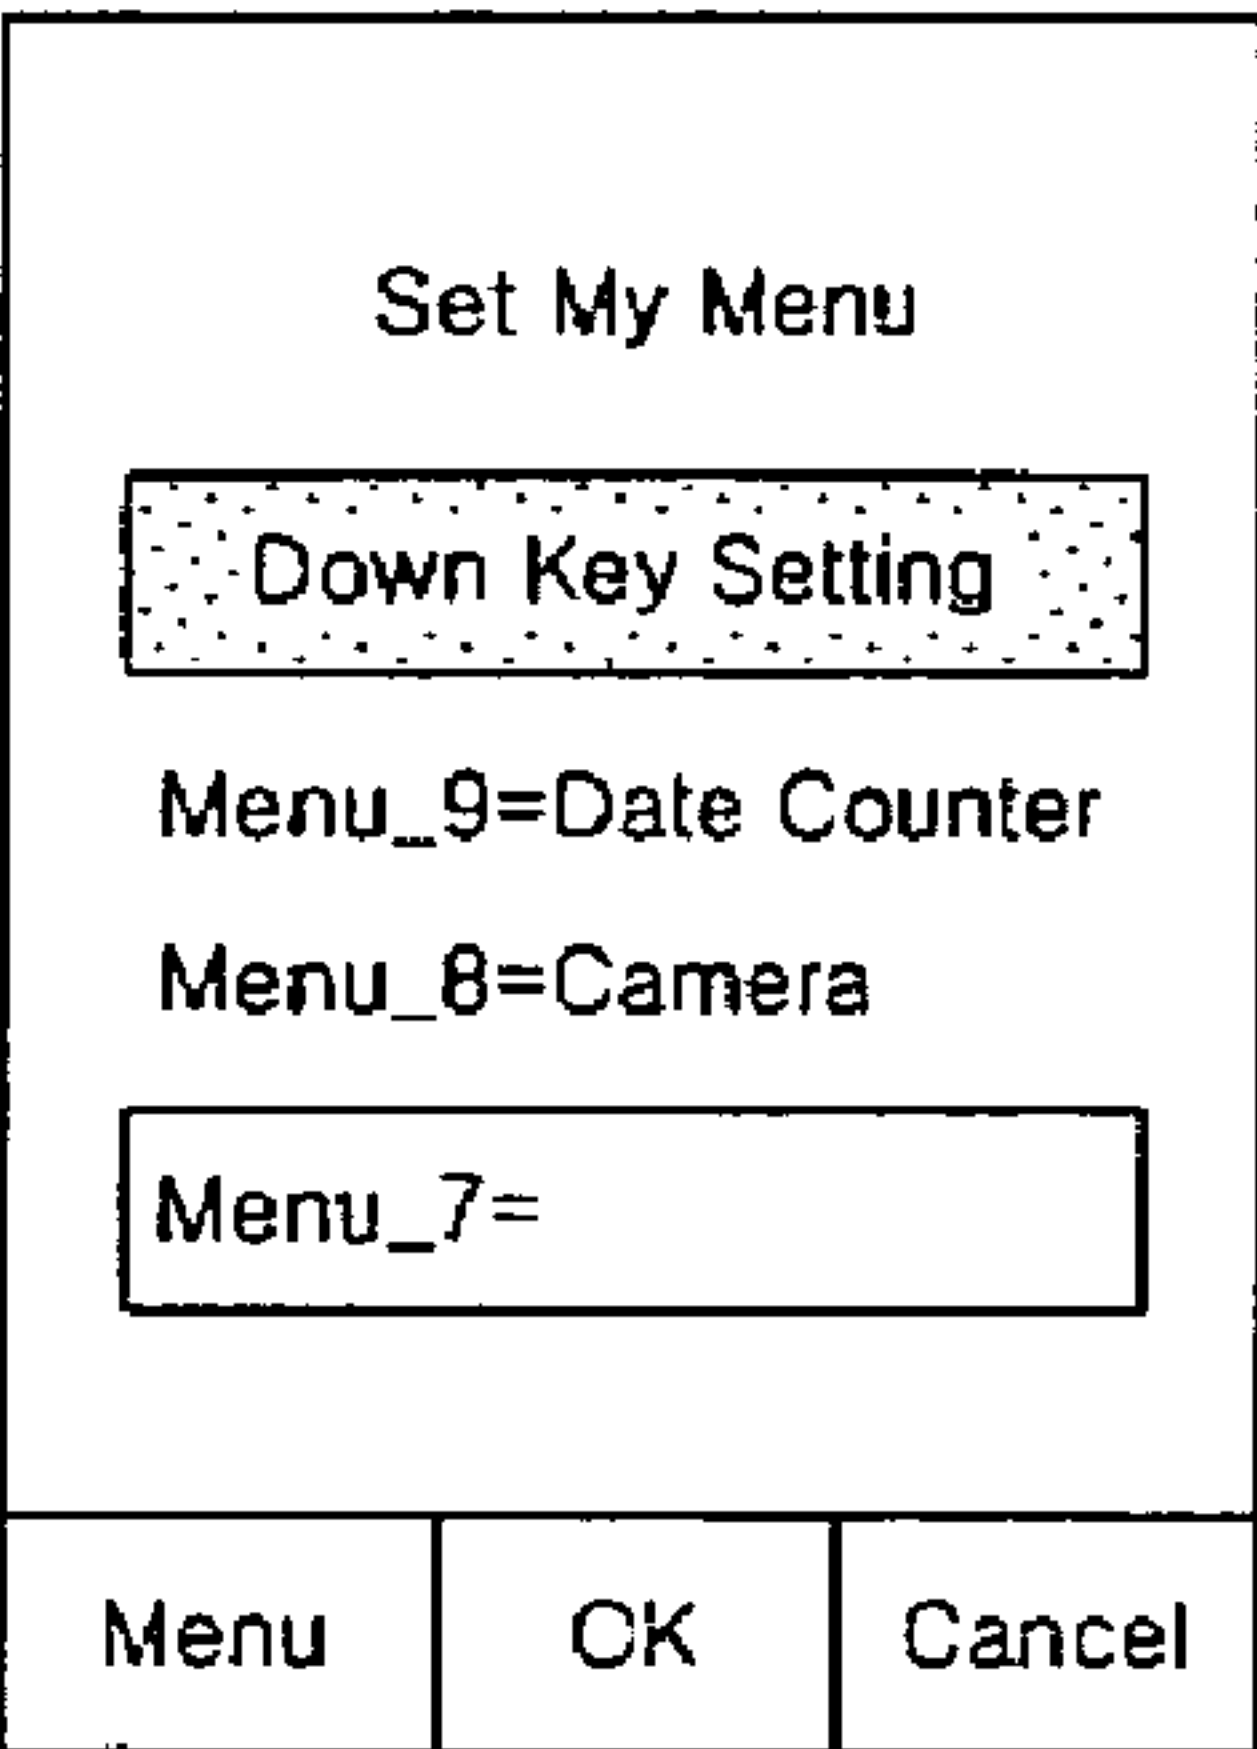 Set My Menu
Down Key Setting
Menu_9=Date Counter
Menu_8=Camera
Menu_7=
Menu OK Cancel